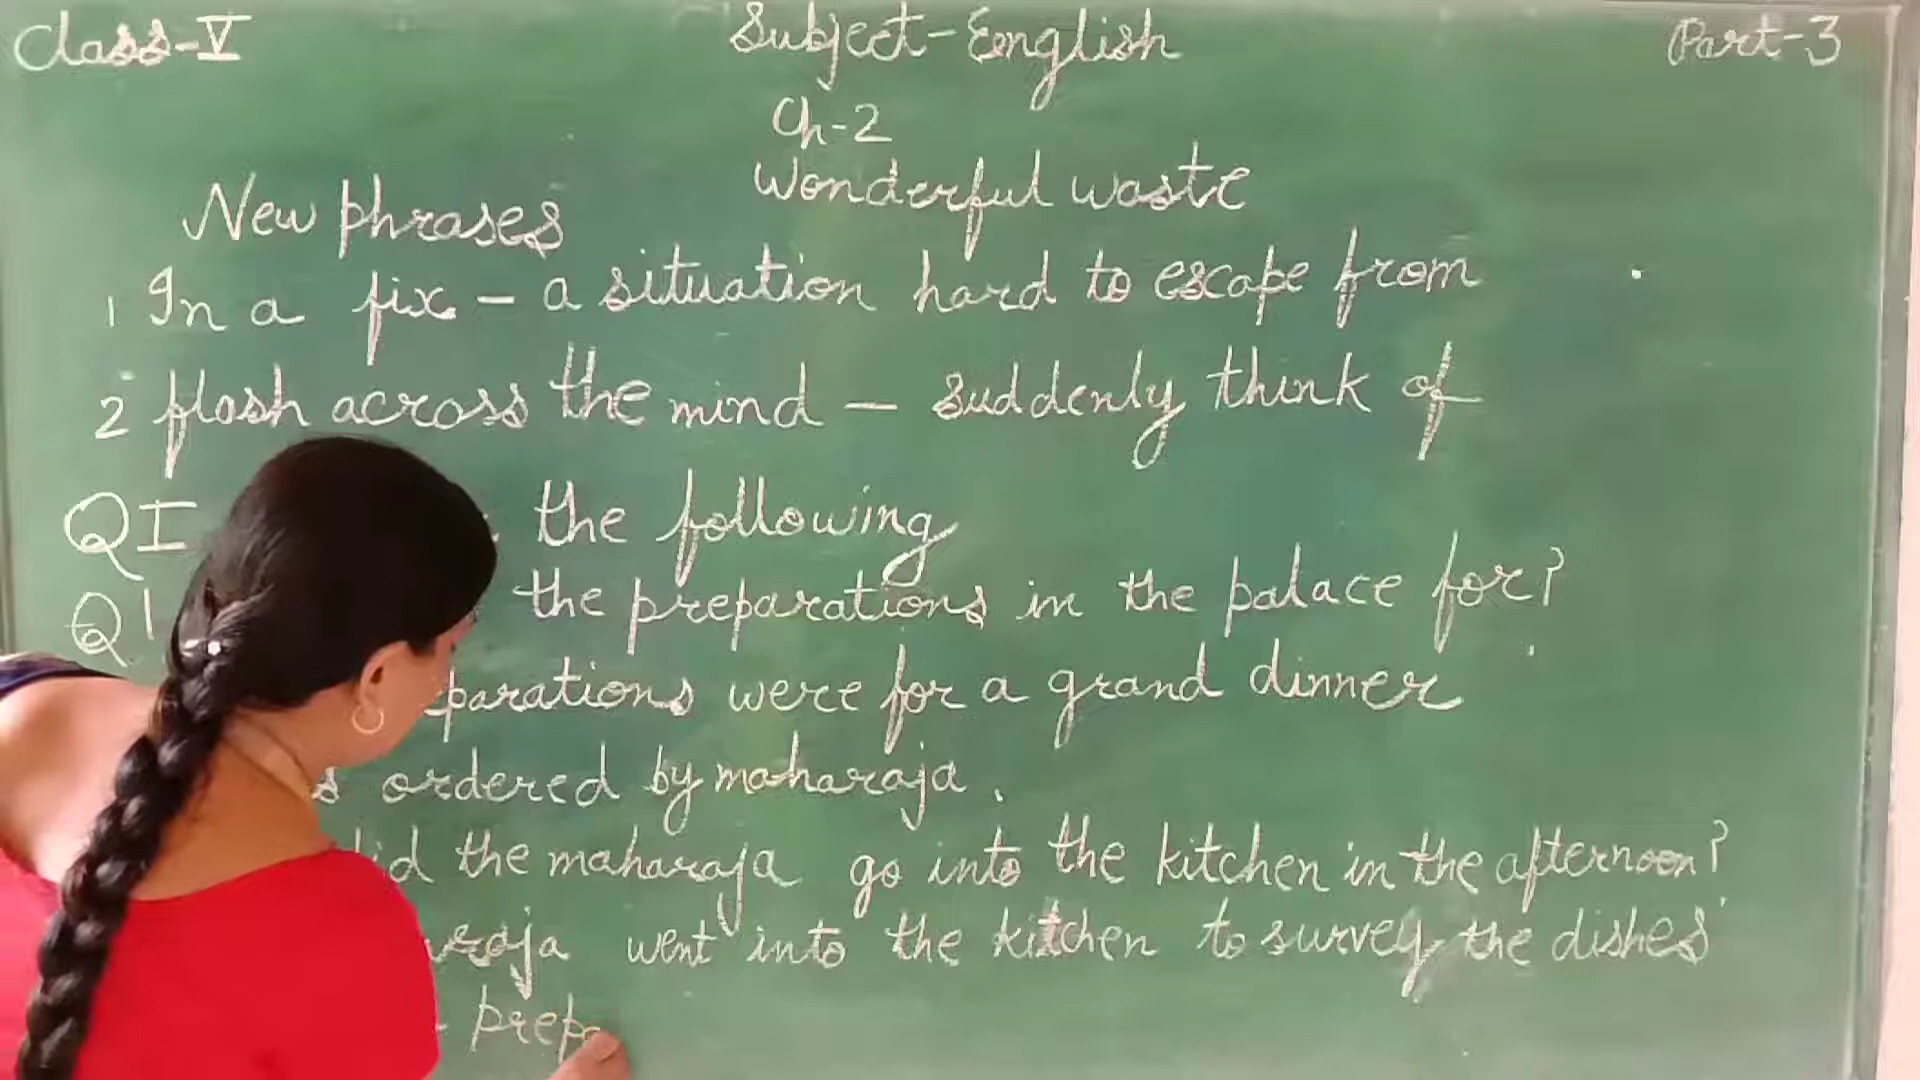 Class-V Subject-English Part-3
Ch-2
Wonderful waste
New phrases
1 In a fix - a situation hard to escape from
2 flash across the mind - suddenly think of
QI the following
Q1 the preparations in the palace for?
parations were for a grand dinner
s ordered by maharaja.
did the maharaja go into the kitchen in the afternoon?
went into the kitchen to survey the dishes
prep